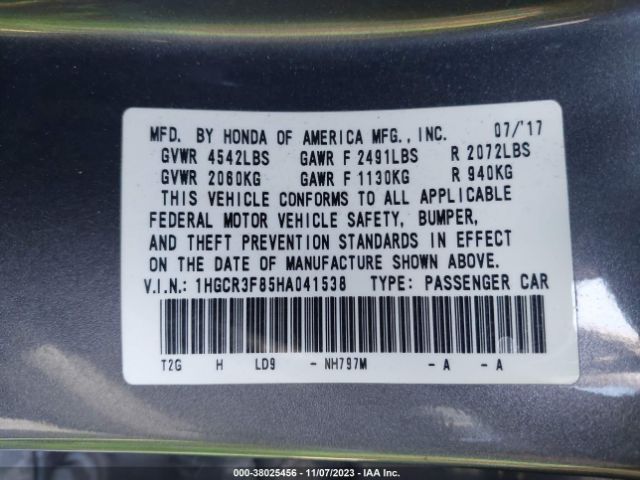 MFD. BY HONDA OF AMERICA MFG., INC. 07/'17
GVWR 4542LBS GAWR F 2491LBS R 2072LBS
GVWR 2060KG GAWR F 1130KG R 940KG
THIS VEHICLE CONFORMS TO ALL APPLICABLE
FEDERAL MOTOR VEHICLE SAFETY, BUMPER,
AND THEFT PREVENTION STANDARDS IN EFFECT
ON THE DATE OF MANUFACTURE SHOWN ABOVE.
V.I.N.: 1HGCR3F85HA041538 TYPE: PASSENGER CAR
T2G H LD9 - NH797M - A - A
000-38025456 - 11/07/2023 - IAA Inc.